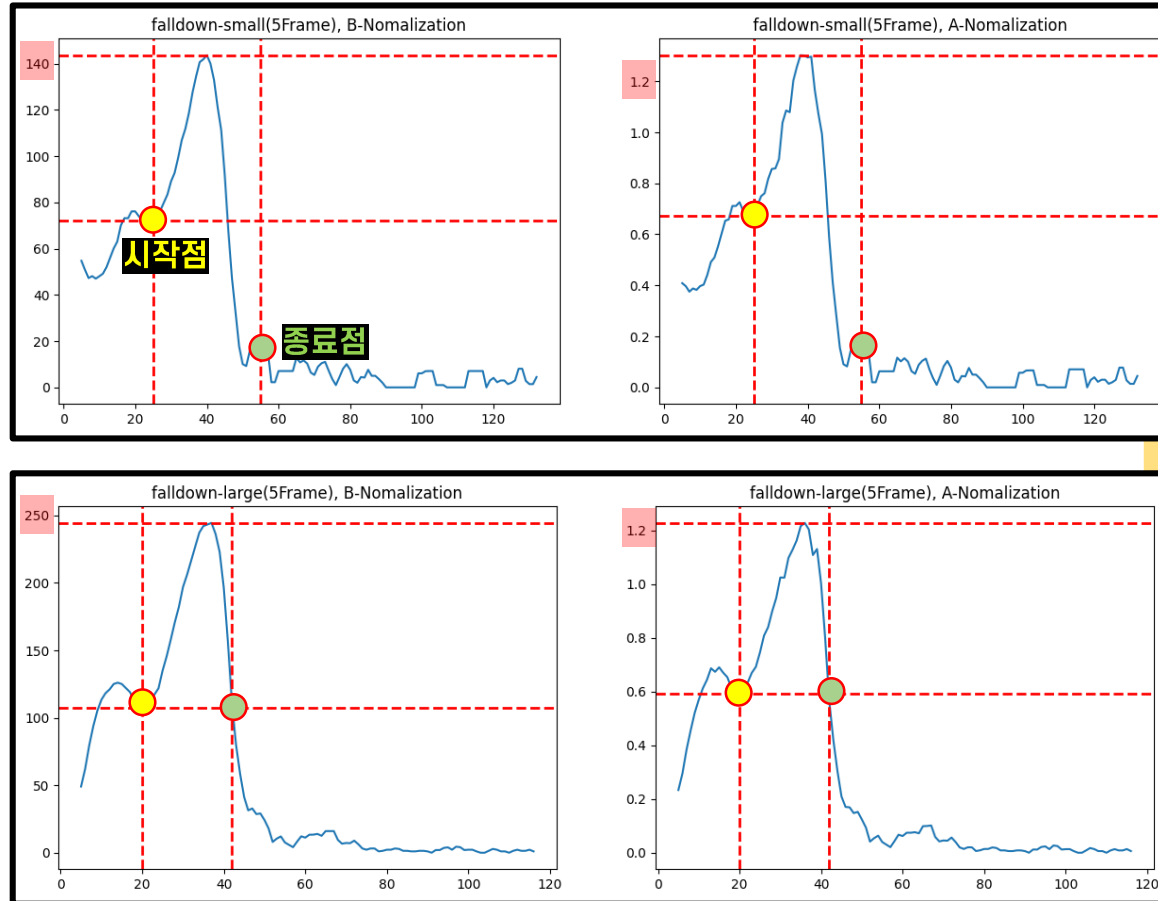 falldown-small(5Frame), B-Nomalization
140
120
100
80
60
40
20
0
시작점
종료점
0 20 40 60 80 100 120
falldown-small(5Frame), A-Nomalization
1.2
1.0
0.8
0.6
0.4
0.2
0.0
0 20 40 60 80 100 120
falldown-large(5Frame), B-Nomalization
250
200
150
100
50
0
0 20 40 60 80 100 120
falldown-large(5Frame), A-Nomalization
1.2
1.0
0.8
0.6
0.4
0.2
0.0
0 20 40 60 80 100 120